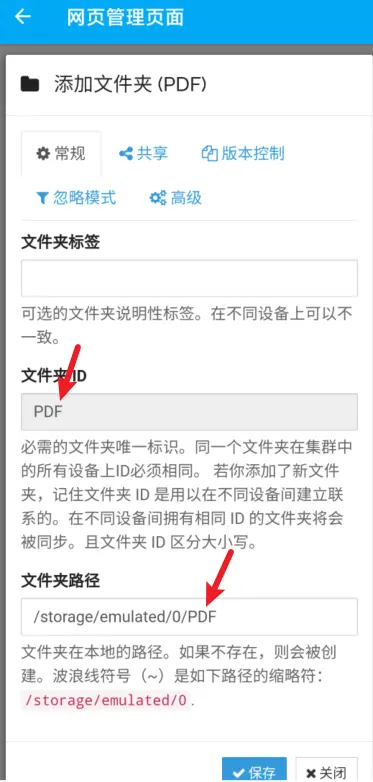 网页管理页面
添加文件夹 (PDF)
常规
共享
版本控制
忽略模式
高级
文件夹标签
可选的文件夹说明性标签。在不同设备上可以不
一致。
文件夹 ID
PDF
必需的文件夹唯一标识。同一个文件夹在集群中
的所有设备上ID必须相同。 若你添加了新文件
夹，记住文件夹 ID 是用以在不同设备间建立联
系的。在不同设备间拥有相同 ID 的文件夹将会
被同步。且文件夹 ID 区分大小写。
文件夹路径
/storage/emulated/0/PDF
文件夹在本地的路径。如果不存在，则会被创
建。波浪线符号（~）是如下路径的缩略符：
/storage/emulated/0.
保存
关闭